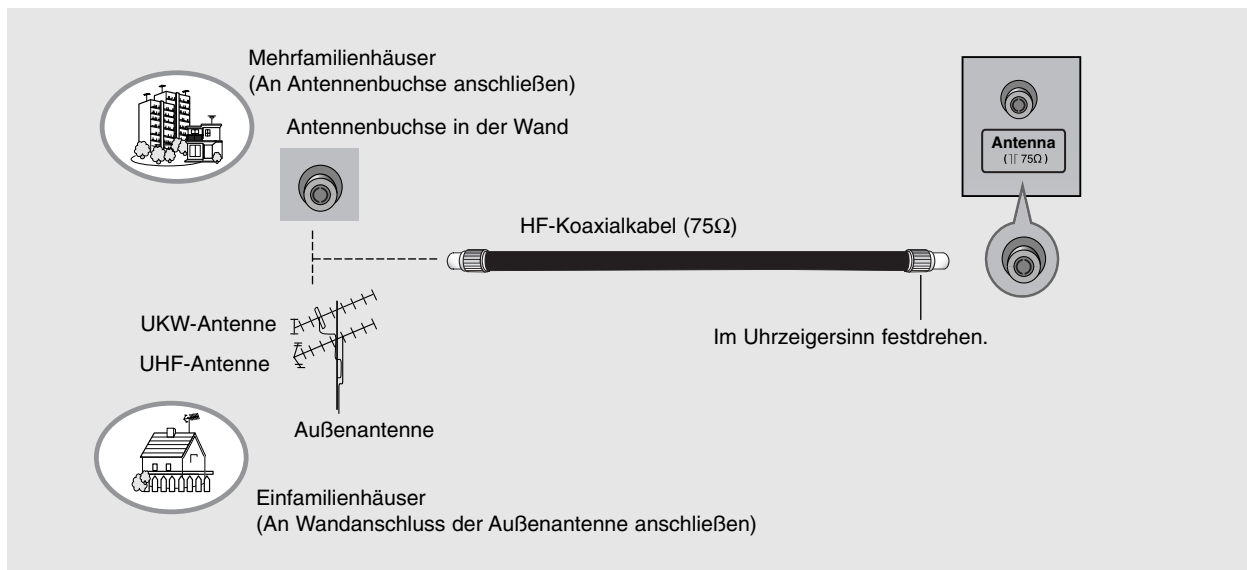 Mehrfamilienhäuser
(An Antennenbuchse anschließen)
Antennenbuchse in der Wand
Antenna
( 75Ω )
HF-Koaxialkabel (75Ω)
Im Uhrzeigersinn festdrehen.
UKW-Antenne
UHF-Antenne
Außenantenne
Einfamilienhäuser
(An Wandanschluss der Außenantenne anschließen)